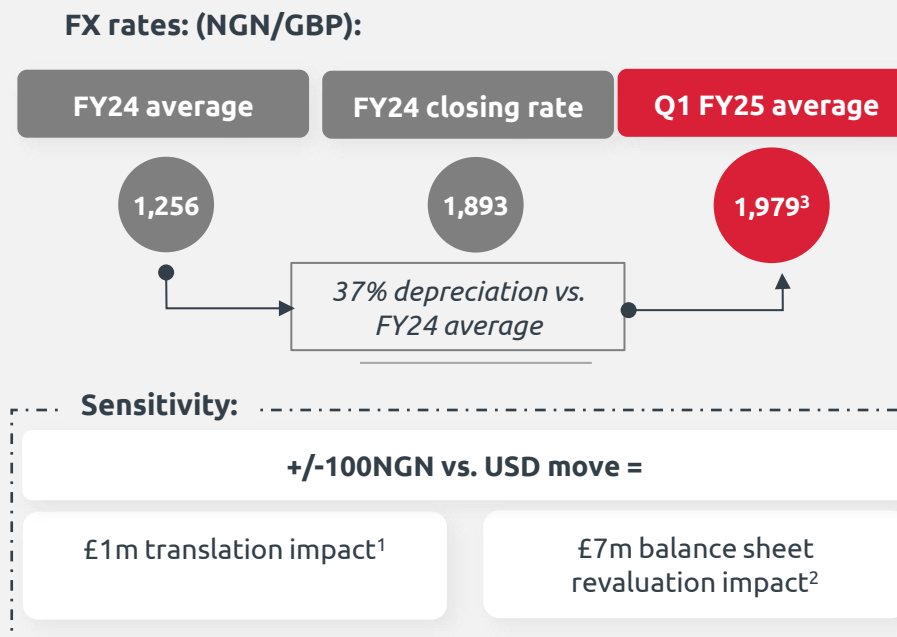 FX rates: (NGN/GBP):
FY24 average
FY24 closing rate
Q1 FY25 average
1,256
1,893
1,979³
37% depreciation vs.
FY24 average
Sensitivity:
+/-100NGN vs. USD move =
£1m translation impact¹
£7m balance sheet
revaluation impact²